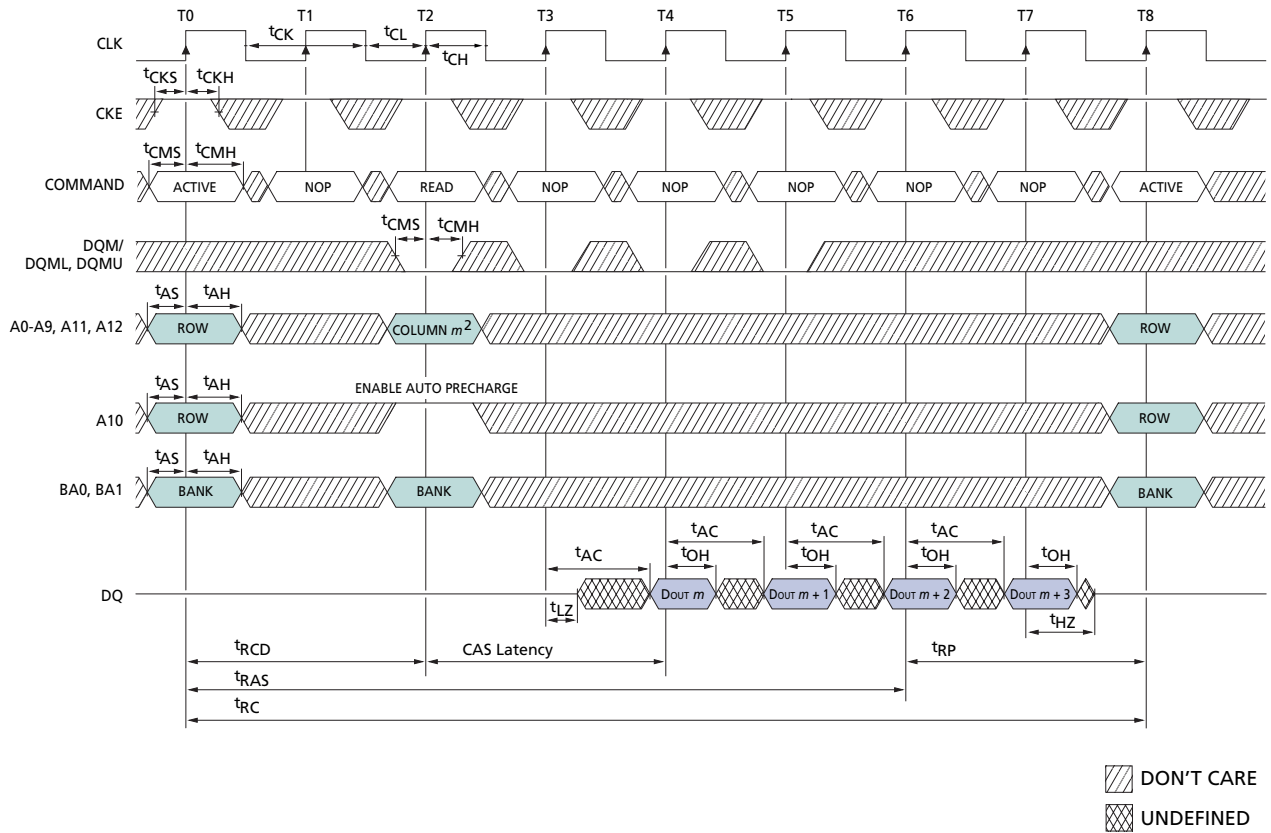 T0 T1 T2 T3 T4 T5 T6 T7 T8
CLK tCK tCL tCH
tCKS tCKH
CKE
tCMS tCMH
COMMAND ACTIVE NOP READ NOP NOP NOP NOP NOP ACTIVE
tCMS tCMH
DQM/
DQML, DQMU
tAS tAH
A0-A9, A11, A12 ROW COLUMN m2 ROW
tAS tAH ENABLE AUTO PRECHARGE
A10 ROW ROW
tAS tAH
BA0, BA1 BANK BANK BANK
tAC tAC tAC
tAC tOH tOH tOH tOH
DQ DOUT m DOUT m + 1 DOUT m + 2 DOUT m + 3
tLZ tHZ
tRCD CAS Latency tRP
tRAS
tRC
DON'T CARE
UNDEFINED